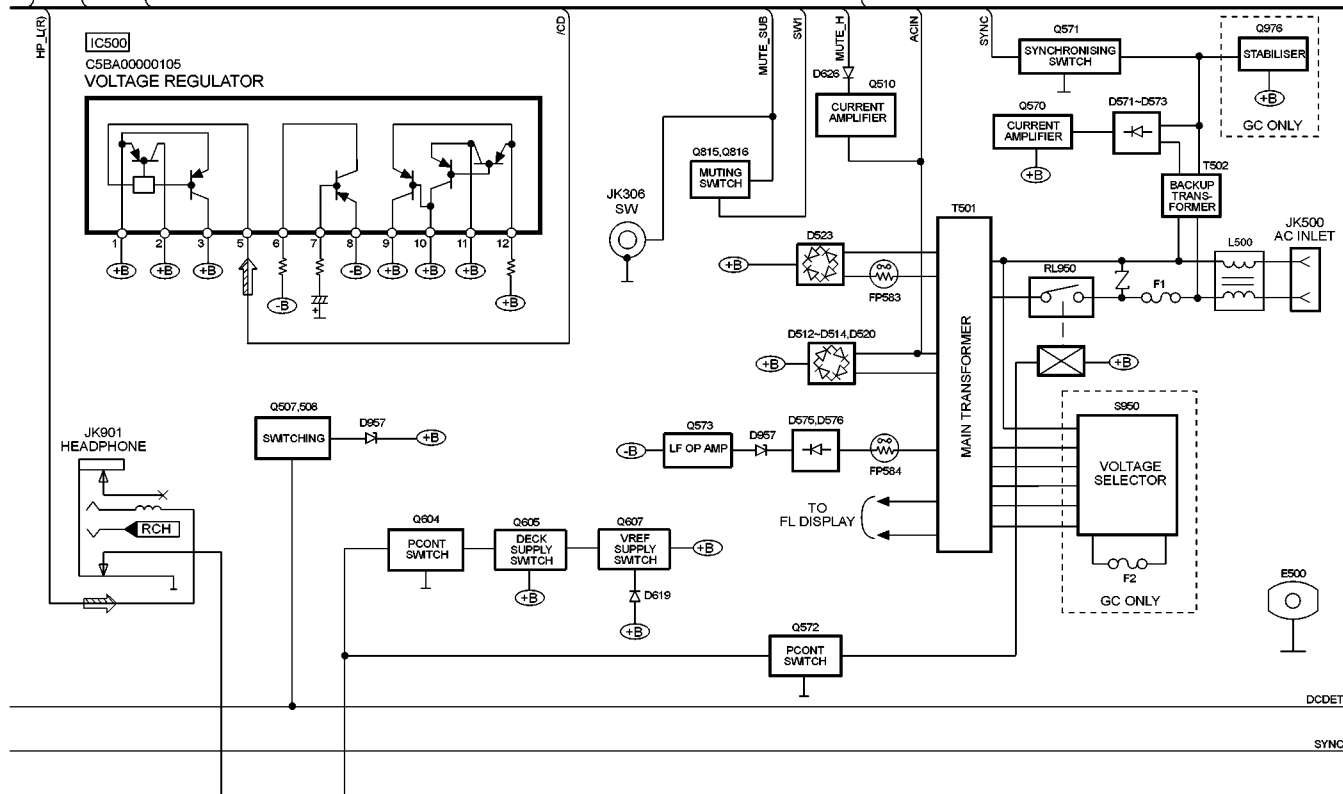 HP_L(R)
/CD
MUTE_SUB
SW1
MUTE_H
ACIN
SYNC
IC500
C5BA00000105
VOLTAGE REGULATOR
1
2
3
5
6
7
8
9
10
11
12
+B
+B
+B
-B
+
-B
+B
+B
+B
+B
JK306
SW
Q815,Q816
MUTING
SWITCH
D626
Q510
CURRENT
AMPLIFIER
Q571
SYNCHRONISING
SWITCH
Q976
STABILISER
+B
GC ONLY
Q570
CURRENT
AMPLIFIER
+B
D571~D573
T502
BACKUP
TRANS-
FORMER
T501
MAIN TRANSFORMER
D523
+B
FP583
D512~D514,D520
+B
RL950
F1
L500
JK500
AC INLET
+B
S950
VOLTAGE
SELECTOR
F2
GC ONLY
Q573
-B
LF OP AMP
D957
D575,D576
FP584
TO
FL DISPLAY
JK901
HEADPHONE
RCH
Q507,508
SWITCHING
D957
+B
Q604
PCONT
SWITCH
Q605
DECK
SUPPLY
SWITCH
+B
Q607
VREF
SUPPLY
SWITCH
+B
D619
+B
Q572
PCONT
SWITCH
E500
DCDET
SYNC